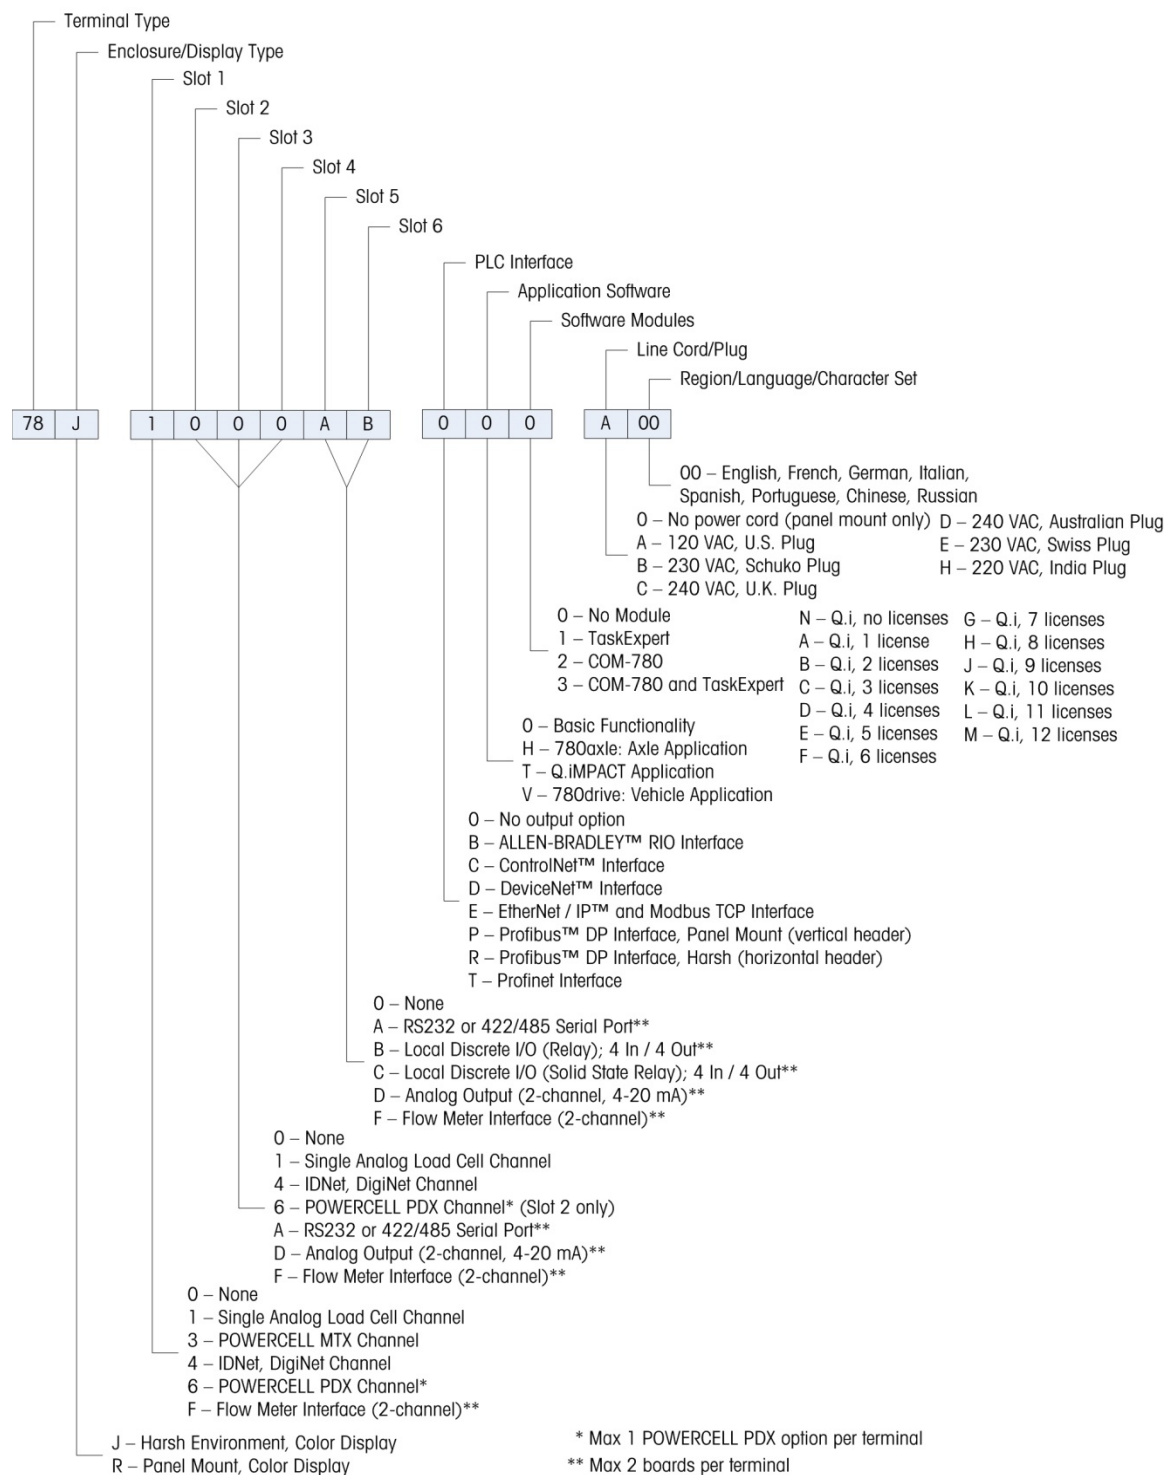 Terminal Type
Enclosure/Display Type
Slot 1
Slot 2
Slot 3
Slot 4
Slot 5
Slot 6
PLC Interface
Application Software
Software Modules
Line Cord/Plug
Region/Language/Character Set
78 J 1 0 0 0 A B 0 0 0 A 00
00 – English, French, German, Italian,
Spanish, Portuguese, Chinese, Russian
0 – No power cord (panel mount only)
A – 120 VAC, U.S. Plug
B – 230 VAC, Schuko Plug
C – 240 VAC, U.K. Plug
D – 240 VAC, Australian Plug
E – 230 VAC, Swiss Plug
H – 220 VAC, India Plug
0 – No Module
1 – TaskExpert
2 – COM-780
3 – COM-780 and TaskExpert
N – Q.i, no licenses
A – Q.i, 1 license
B – Q.i, 2 licenses
C – Q.i, 3 licenses
D – Q.i, 4 licenses
E – Q.i, 5 licenses
F – Q.i, 6 licenses
G – Q.i, 7 licenses
H – Q.i, 8 licenses
J – Q.i, 9 licenses
K – Q.i, 10 licenses
L – Q.i, 11 licenses
M – Q.i, 12 licenses
0 – Basic Functionality
H – 780axle: Axle Application
T – Q.iMPACT Application
V – 780drive: Vehicle Application
0 – No output option
B – ALLEN-BRADLEY™ RIO Interface
C – ControlNet™ Interface
D – DeviceNet™ Interface
E – EtherNet / IP™ and Modbus TCP Interface
P – Profibus™ DP Interface, Panel Mount (vertical header)
R – Profibus™ DP Interface, Harsh (horizontal header)
T – Profinet Interface
0 – None
A – RS232 or 422/485 Serial Port**
B – Local Discrete I/O (Relay); 4 In / 4 Out**
C – Local Discrete I/O (Solid State Relay); 4 In / 4 Out**
D – Analog Output (2-channel, 4-20 mA)**
F – Flow Meter Interface (2-channel)**
0 – None
1 – Single Analog Load Cell Channel
4 – IDNet, DigiNet Channel
6 – POWERCELL PDX Channel* (Slot 2 only)
A – RS232 or 422/485 Serial Port**
D – Analog Output (2-channel, 4-20 mA)**
F – Flow Meter Interface (2-channel)**
0 – None
1 – Single Analog Load Cell Channel
3 – POWERCELL MTX Channel
4 – IDNet, DigiNet Channel
6 – POWERCELL PDX Channel*
F – Flow Meter Interface (2-channel)**
J – Harsh Environment, Color Display
R – Panel Mount, Color Display
* Max 1 POWERCELL PDX option per terminal
** Max 2 boards per terminal